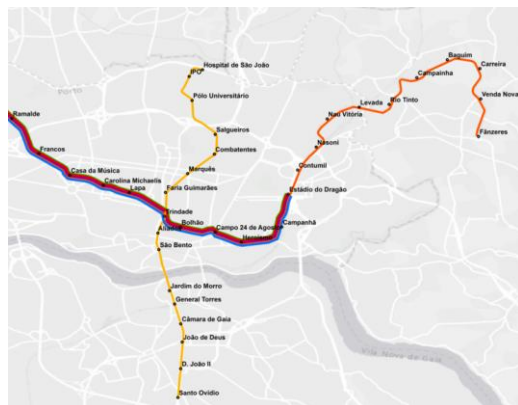 Baguim
Carreira
Hospital de São João
IPO
Campainha
Porto
Pólo Universitário
Levada
Rio Tinto
Venda Nova
Ramalde
Nau Vitória
Salgueiros
Fânzeres
Francos
Combatentes
Nasoni
Casa da Música
Marquês
Contumil
Carolina Michaelis
Lapa
Faria Guimarães
Estádio do Dragão
Trindade
Bolhão
Campo 24 de Agosto
Campanhã
Aliados
Heroísmo
São Bento
Jardim do Morro
General Torres
Câmara de Gaia
João de Deus
Vila Nova de Gaia
D. João II
Santo Ovídio